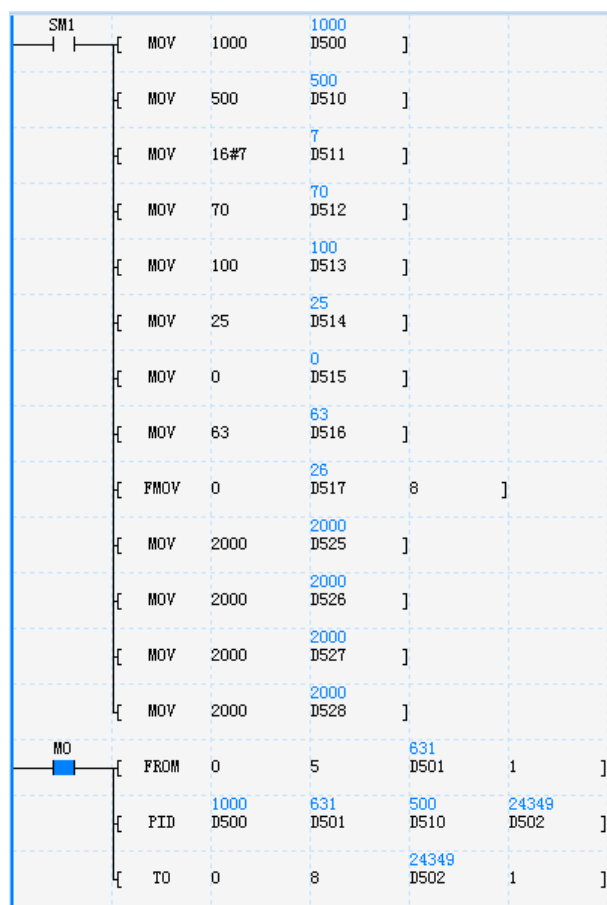 SM1
1000
[ MOV 1000 D500 ]
500
[ MOV 500 D510 ]
7
[ MOV 16#7 D511 ]
70
[ MOV 70 D512 ]
100
[ MOV 100 D513 ]
25
[ MOV 25 D514 ]
0
[ MOV 0 D515 ]
63
[ MOV 63 D516 ]
26
[ FMOV 0 D517 8 ]
2000
[ MOV 2000 D525 ]
2000
[ MOV 2000 D526 ]
2000
[ MOV 2000 D527 ]
2000
[ MOV 2000 D528 ]
M0 631
[ FROM 0 5 D501 1 ]
1000 631 500 24349
[ PID D500 D501 D510 D502 ]
24349
[ TO 0 8 D502 1 ]